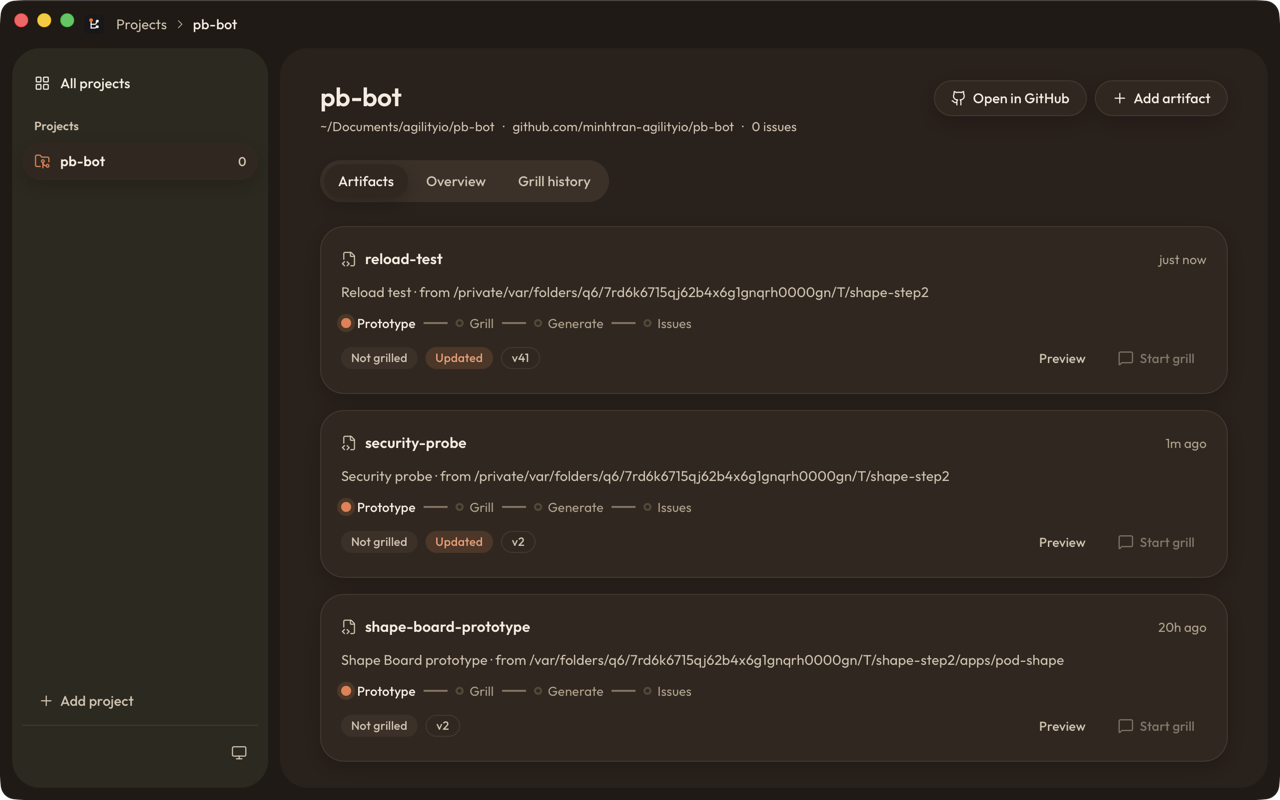 Projects > pb-bot
All projects
Projects
pb-bot 0
Add project
pb-bot
~/Documents/agilityio/pb-bot · github.com/minhtran-agilityio/pb-bot · 0 issues
Open in GitHub
Add artifact
Artifacts Overview Grill history
reload-test just now
Reload test · from /private/var/folders/q6/7rd6k6715qj62b4x6g1gnqrh0000gn/T/shape-step2
Prototype Grill Generate Issues
Not grilled Updated v41 Preview Start grill
security-probe 1m ago
Security probe · from /private/var/folders/q6/7rd6k6715qj62b4x6g1gnqrh0000gn/T/shape-step2
Prototype Grill Generate Issues
Not grilled Updated v2 Preview Start grill
shape-board-prototype 20h ago
Shape Board prototype · from /var/folders/q6/7rd6k6715qj62b4x6g1gnqrh0000gn/T/shape-step2/apps/pod-shape
Prototype Grill Generate Issues
Not grilled v2 Preview Start grill